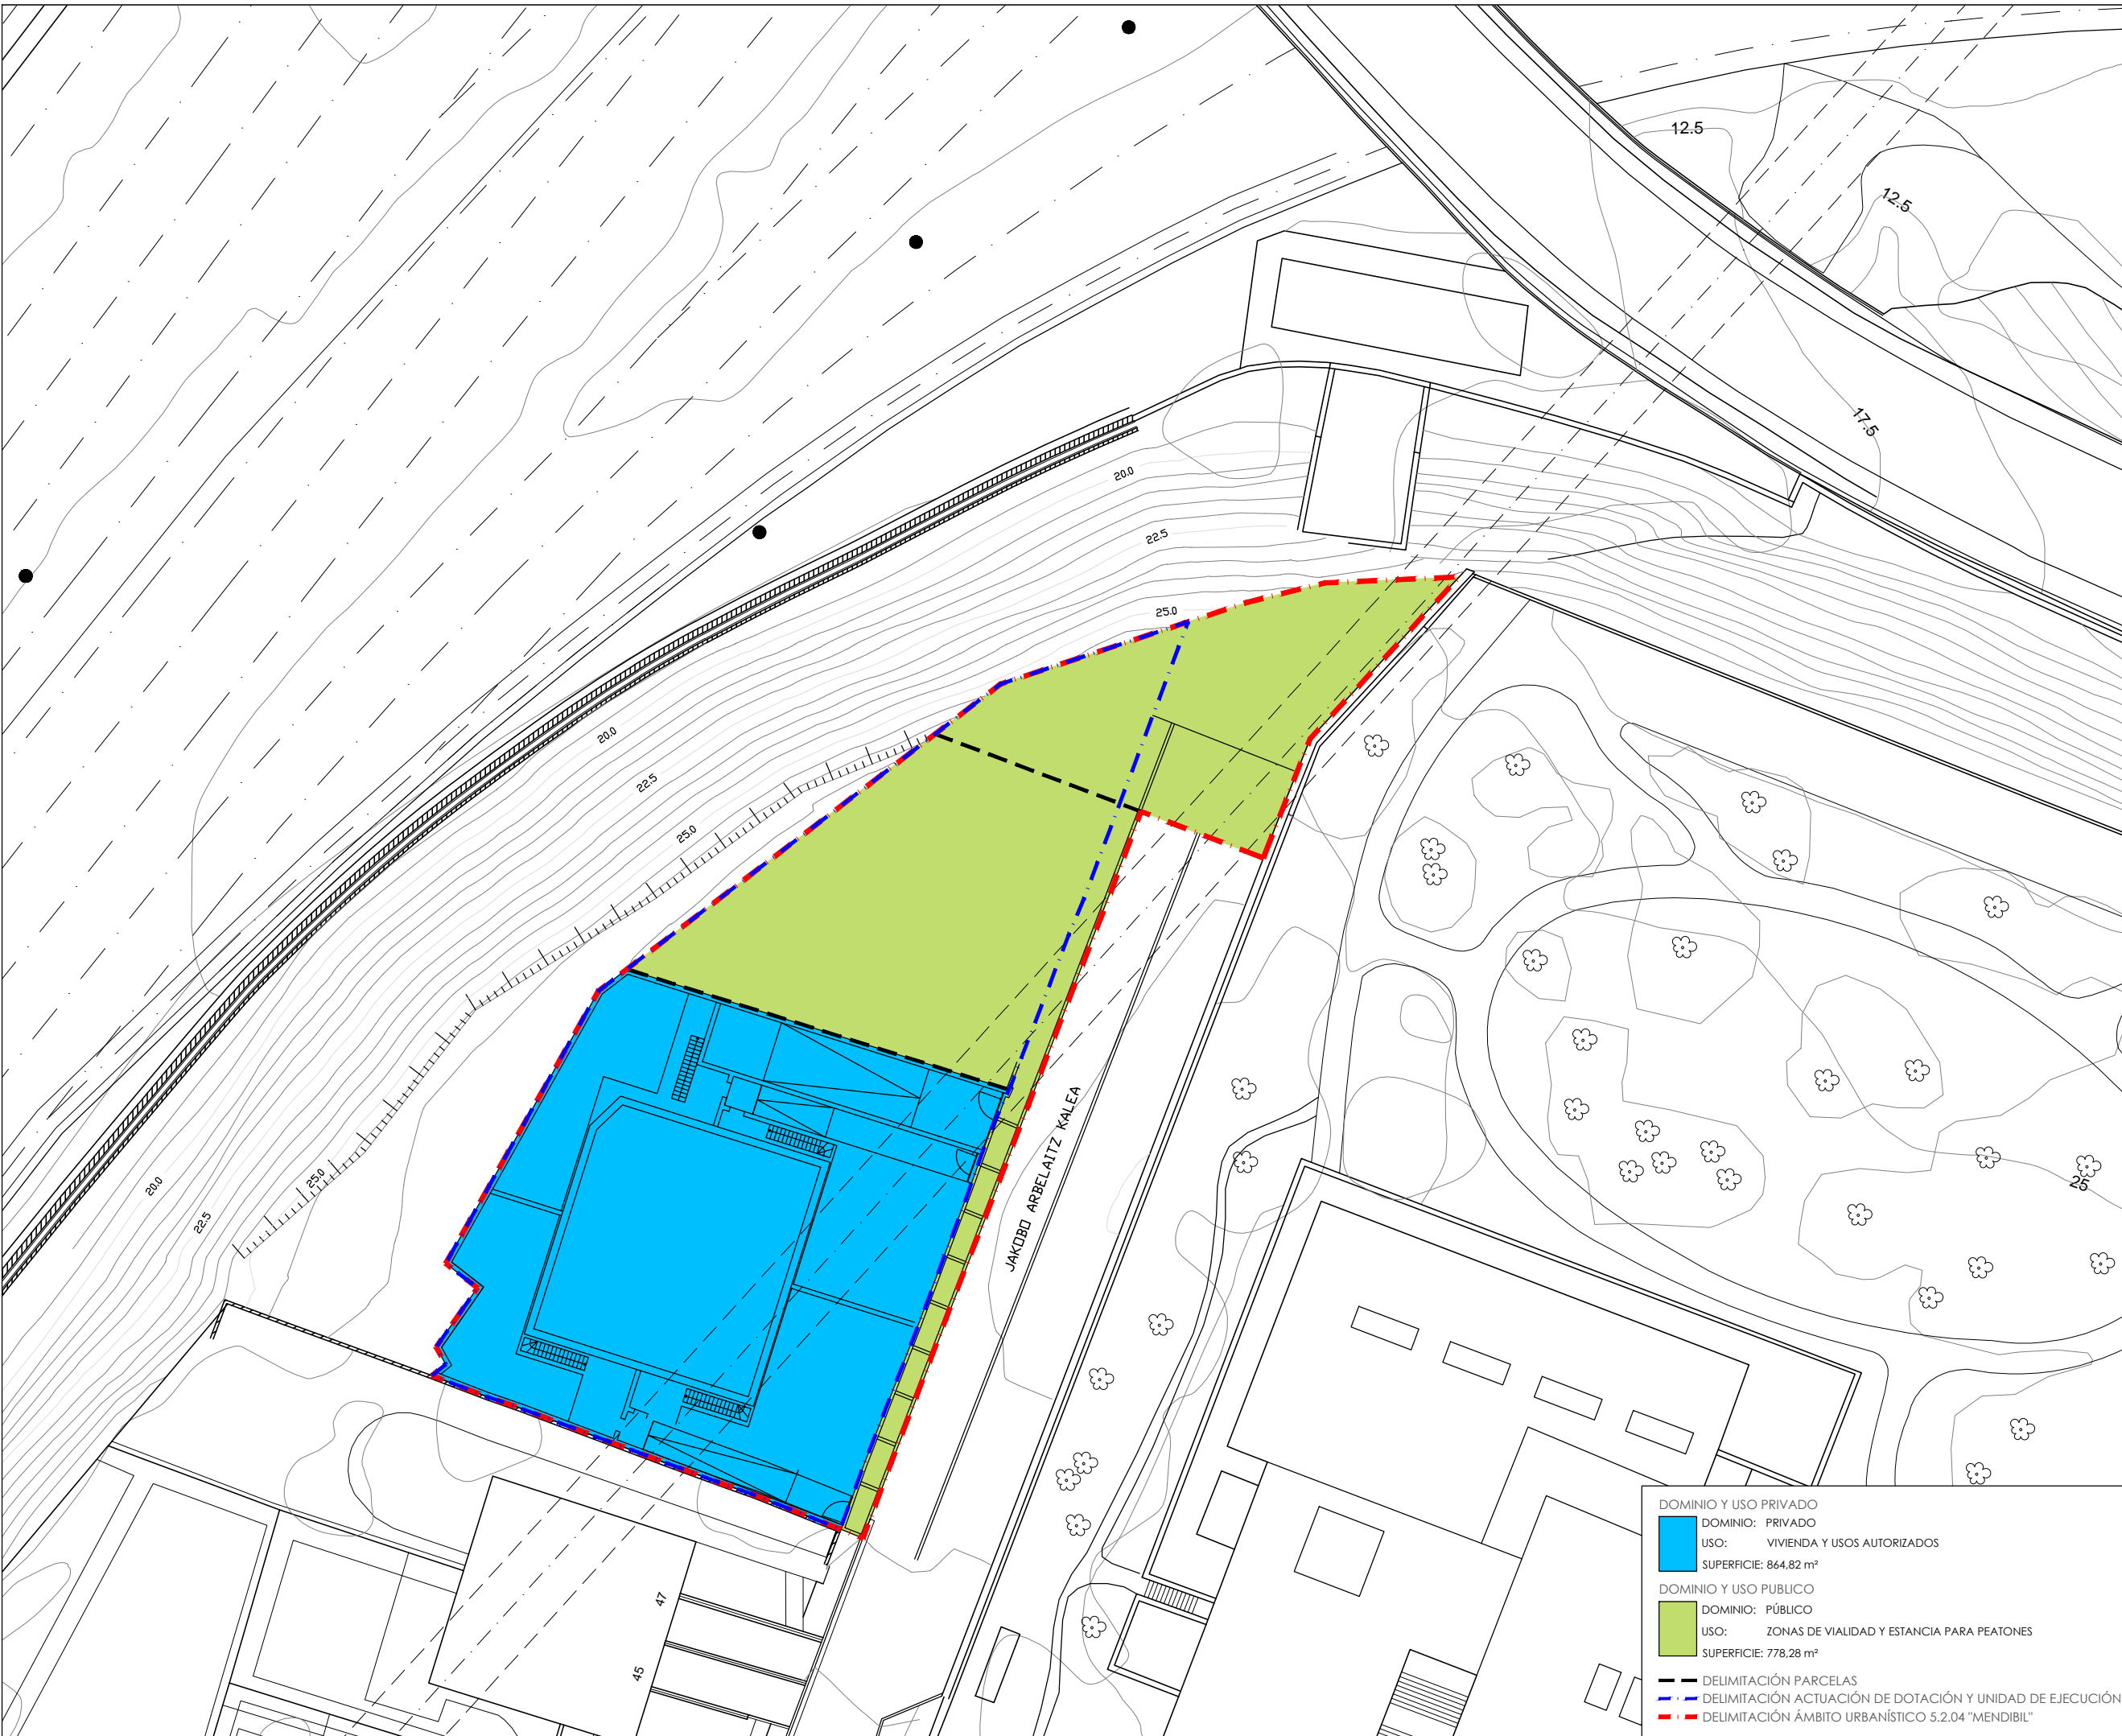 12.5
12.5
17.5
20.0
22.5
25.0
20.0
22.5
25.0
25.0
20.0
22.5
25
JAKOBO ARBELAITZ KALEA
47
45
DOMINIO Y USO PRIVADO
DOMINIO: PRIVADO
USO: VIVIENDA Y USOS AUTORIZADOS
SUPERFICIE: 864,82 m²
DOMINIO Y USO PUBLICO
DOMINIO: PÚBLICO
USO: ZONAS DE VIALIDAD Y ESTANCIA PARA PEATONES
SUPERFICIE: 778,28 m²
DELIMITACIÓN PARCELAS
DELIMITACIÓN ACTUACIÓN DE DOTACIÓN Y UNIDAD DE EJECUCIÓN
DELIMITACIÓN ÁMBITO URBANÍSTICO 5.2.04 "MENDIBIL"